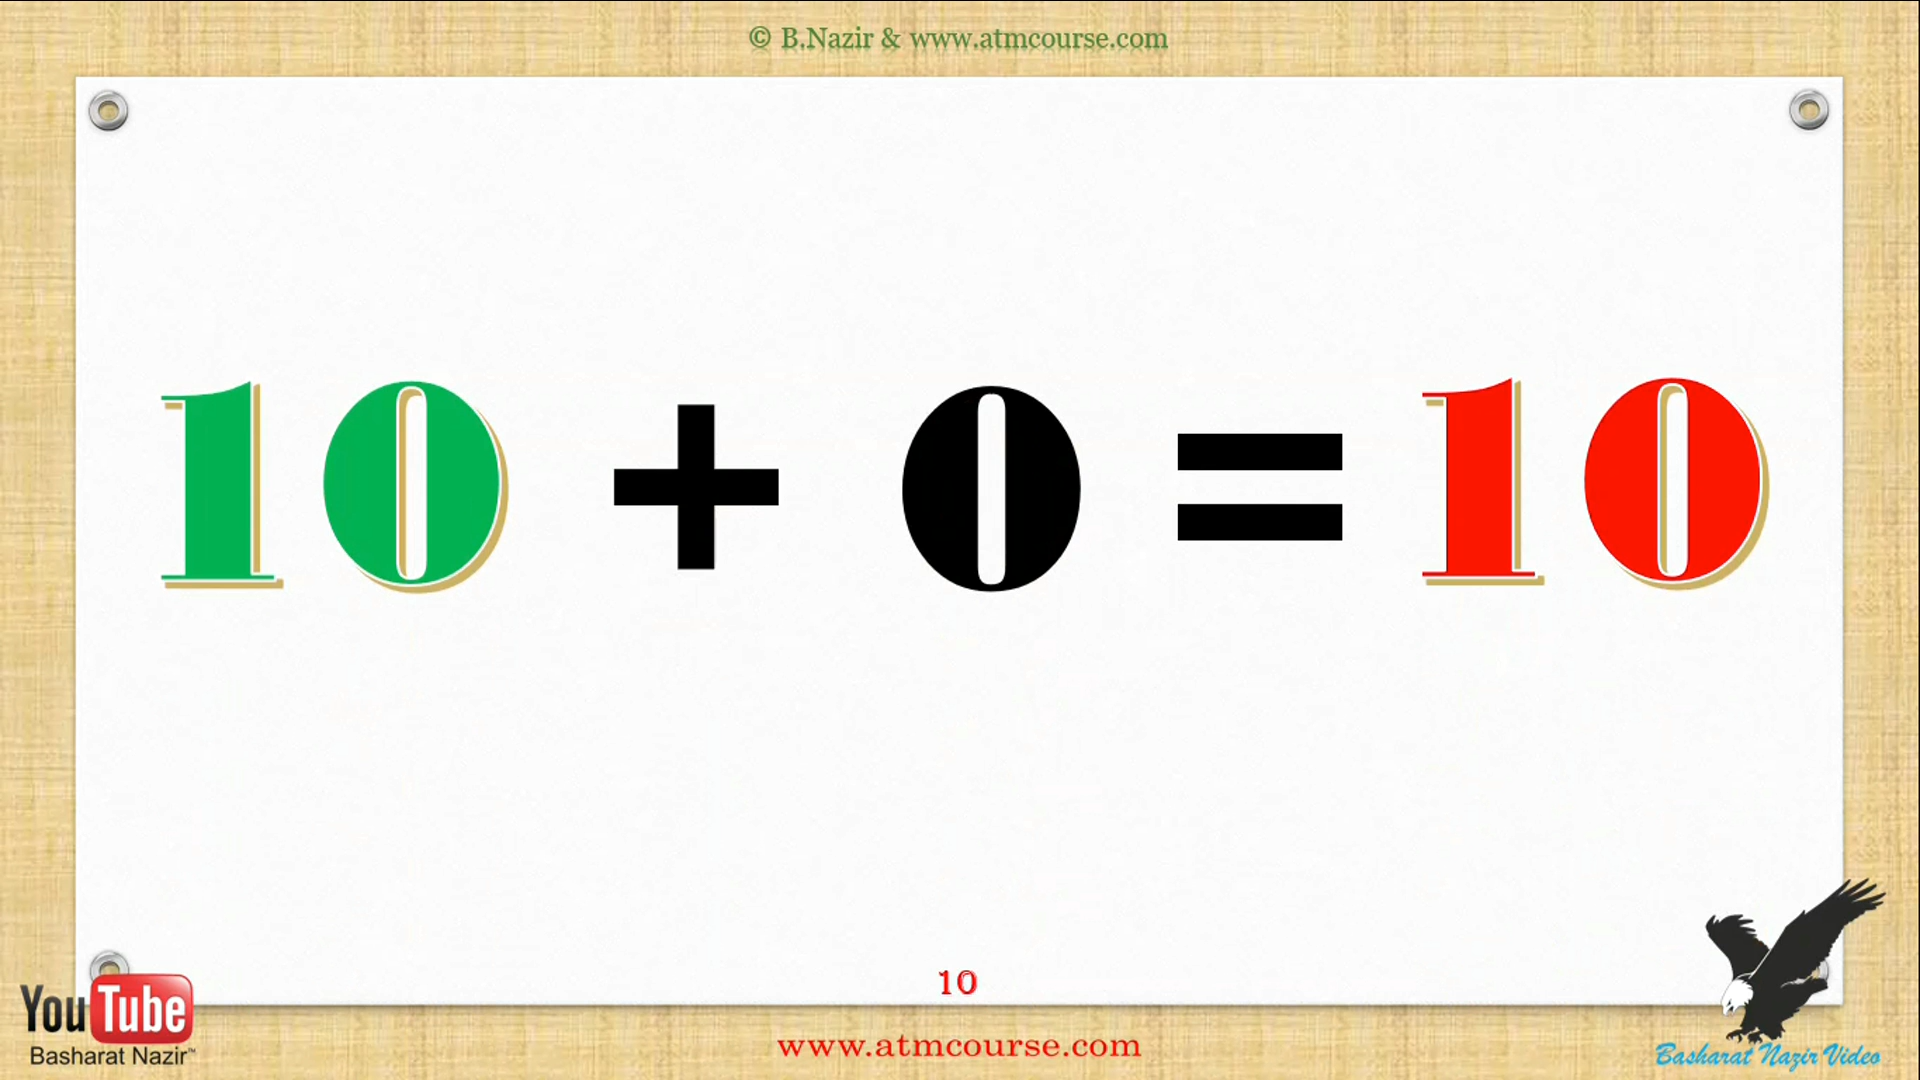 © B.Nazir & www.atmcourse.com
10 + 0 = 10
10
YouTube
Basharat Nazir™
www.atmcourse.com
Basharat Nazir Video